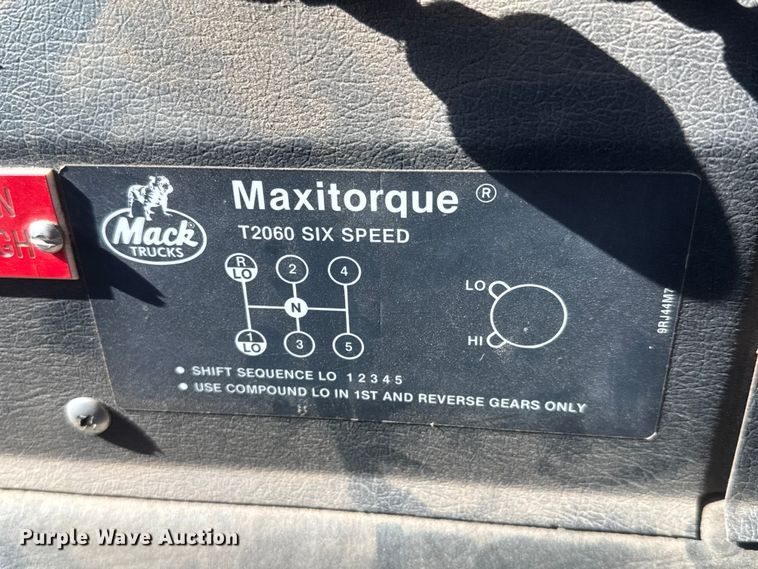 Maxitorque ®
T2060 SIX SPEED
Mack
TRUCKS
R
LO
2
4
N
1
LO
3
5
LO
HI
9RJ44M7
• SHIFT SEQUENCE LO 1 2 3 4 5
• USE COMPOUND LO IN 1ST AND REVERSE GEARS ONLY
N
GH
Purple Wave Auction